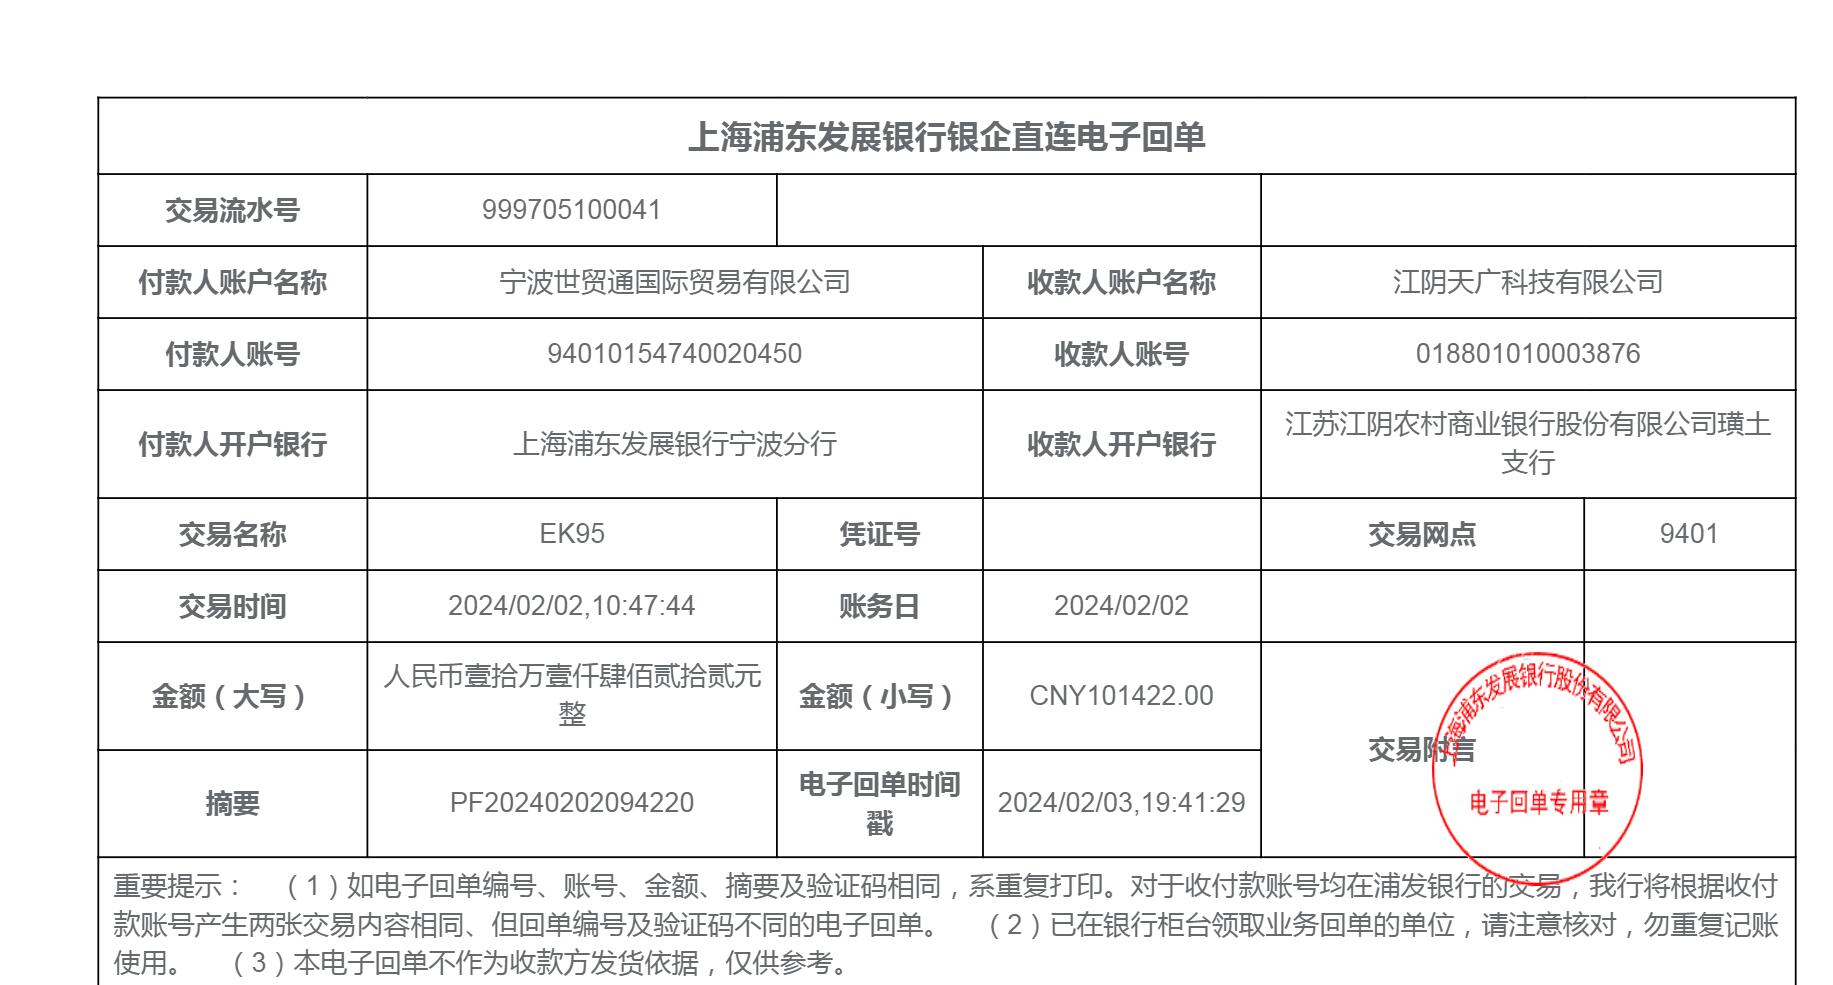 上海浦东发展银行银企直连电子回单
交易流水号 999705100041
付款人账户名称 宁波世贸通国际贸易有限公司 收款人账户名称 江阴天广科技有限公司
付款人账号 94010154740020450 收款人账号 018801010003876
付款人开户银行 上海浦东发展银行宁波分行 收款人开户银行 江苏江阴农村商业银行股份有限公司璜土
支行
交易名称 EK95 凭证号 交易网点 9401
交易时间 2024/02/02,10:47:44 账务日 2024/02/02
金额（大写） 人民币壹拾万壹仟肆佰贰拾贰元
整 金额（小写） CNY101422.00
交易附言
上海浦东发展银行股份有限公司
电子回单专用章
摘要 PF20240202094220 电子回单时间
戳 2024/02/03,19:41:29
重要提示： （1）如电子回单编号、账号、金额、摘要及验证码相同，系重复打印。对于收付款账号均在浦发银行的交易，我行将根据收付
款账号产生两张交易内容相同、但回单编号及验证码不同的电子回单。 （2）已在银行柜台领取业务回单的单位，请注意核对，勿重复记账
使用。 （3）本电子回单不作为收款方发货依据，仅供参考。